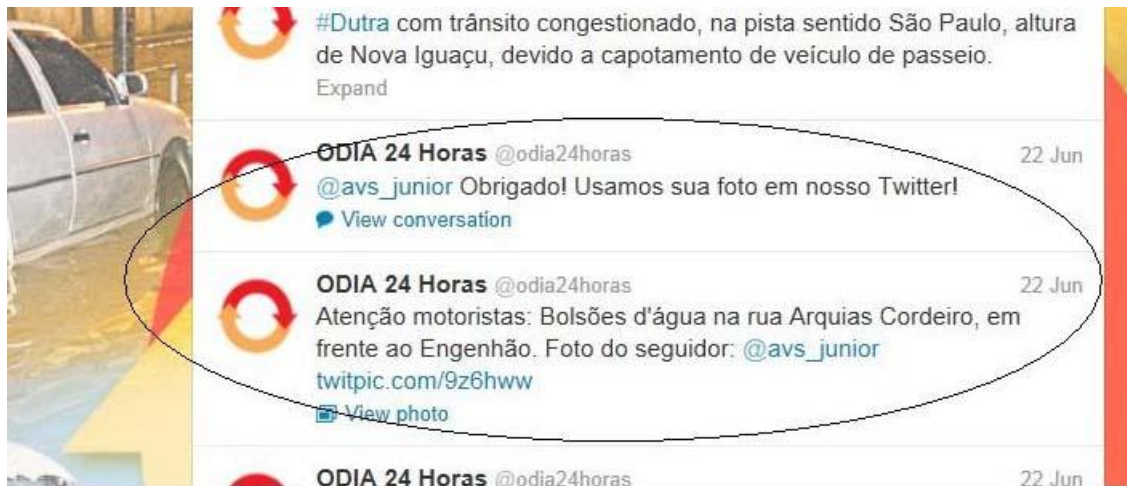 #Dutra com trânsito congestionado, na pista sentido São Paulo, altura
de Nova Iguaçu, devido a capotamento de veículo de passeio.
Expand
ODIA 24 Horas @odia24horas 22 Jun
@avs_junior Obrigado! Usamos sua foto em nosso Twitter!
View conversation
ODIA 24 Horas @odia24horas 22 Jun
Atenção motoristas: Bolsões d'água na rua Arquias Cordeiro, em
frente ao Engenhão. Foto do seguidor: @avs_junior
twitpic.com/9z6hww
View photo
ODIA 24 Horas @odia24horas 22 Jun